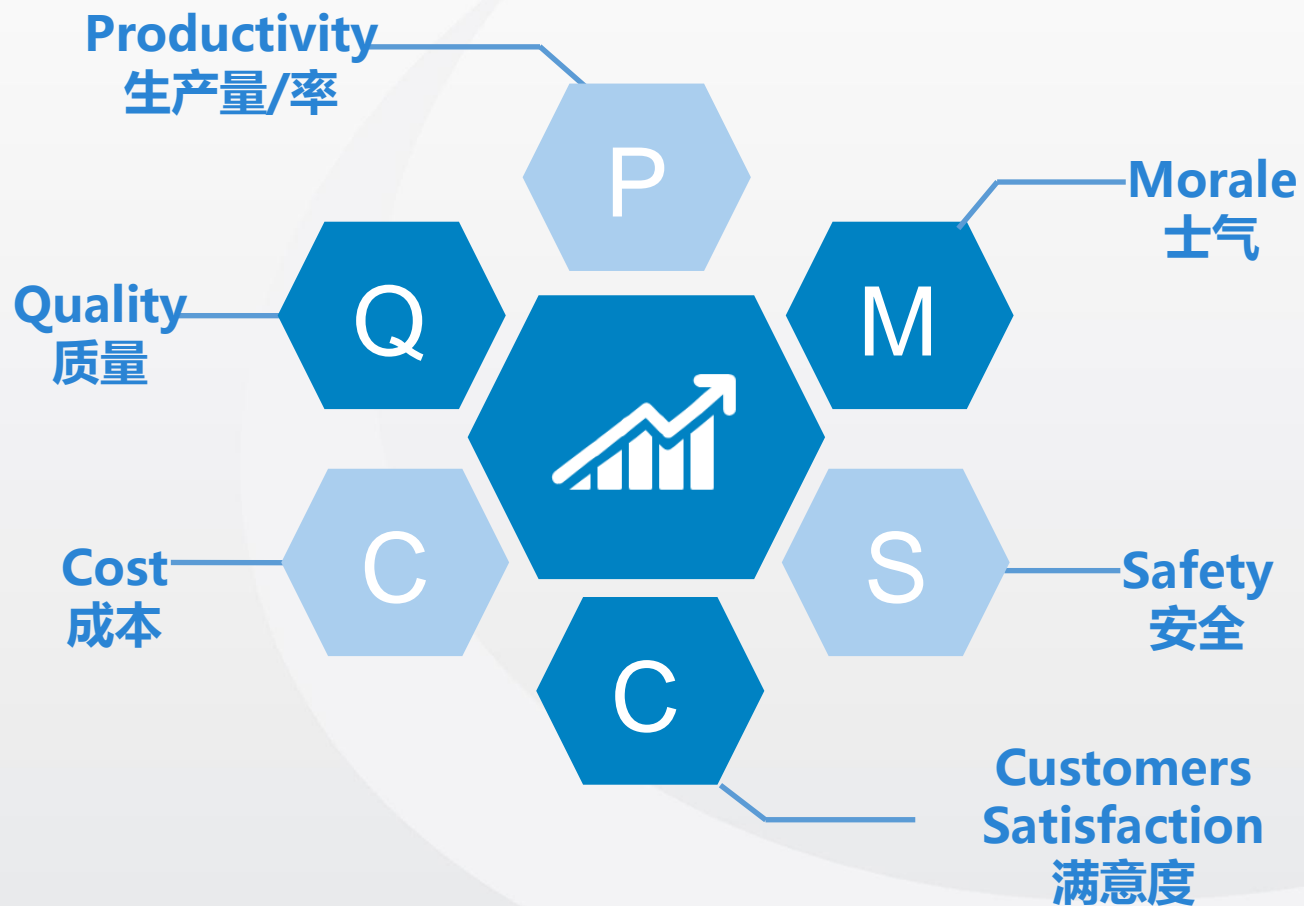 Productivity
生产量/率
P
Morale
士气
M
Quality
质量
Q
Cost
成本
C
Safety
安全
S
C
Customers
Satisfaction
满意度